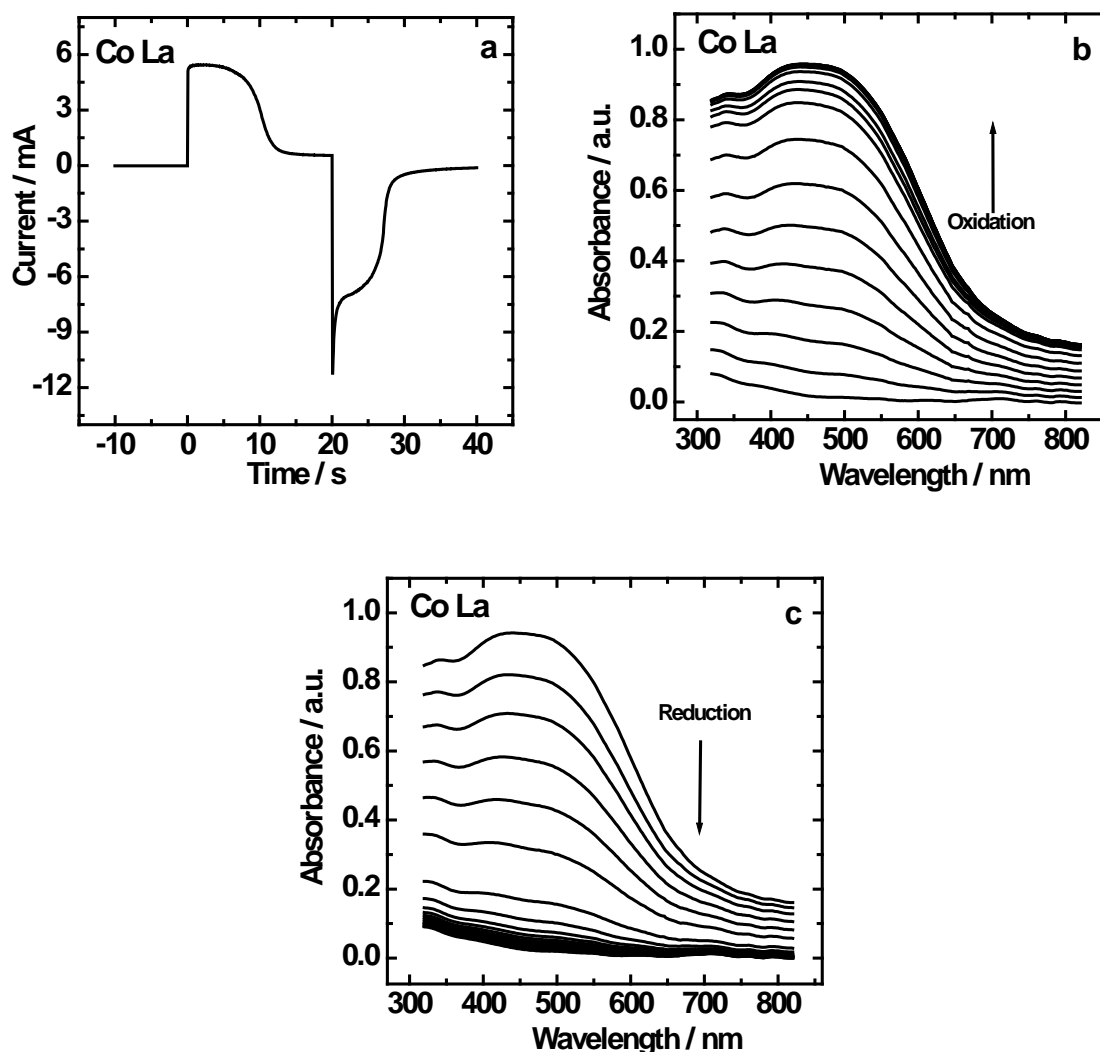 Co La
a
6
3
0
-3
-6
-9
-12
Current / mA
-10 0 10 20 30 40
Time / s
Co La
b
1.0
0.8
0.6
0.4
0.2
0.0
Absorbance / a.u.
Oxidation
300 400 500 600 700 800
Wavelength / nm
Co La
c
1.0
0.8
0.6
0.4
0.2
0.0
Absorbance / a.u.
Reduction
300 400 500 600 700 800
Wavelength / nm